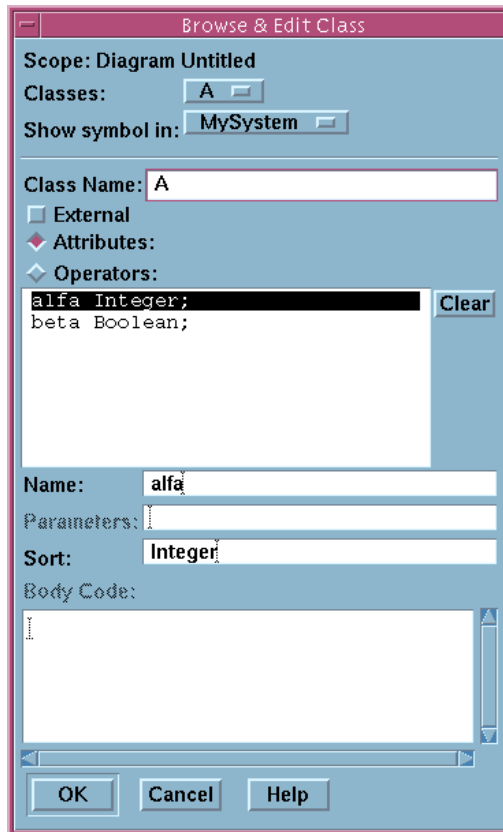 Browse & Edit Class
Scope: Diagram Untitled
Classes: A
Show symbol in: MySystem
Class Name: A
External
Attributes:
Operators:
alfa Integer;
beta Boolean;
Clear
Name: alfa
Parameters:
Sort: Integer
Body Code:
OK Cancel Help